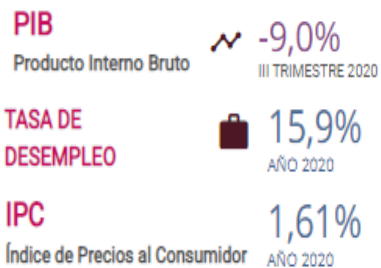 PIB
Producto Interno Bruto
-9,0%
III TRIMESTRE 2020
TASA DE
DESEMPLEO
15,9%
AÑO 2020
IPC
Índice de Precios al Consumidor
1,61%
AÑO 2020